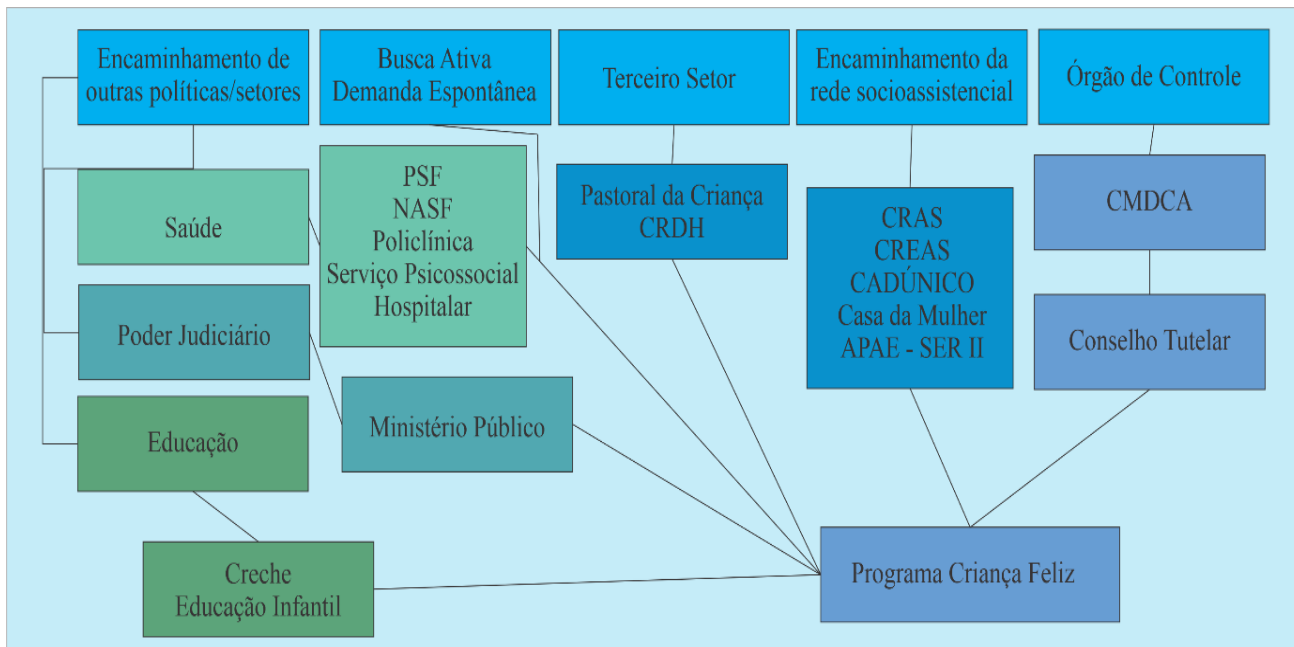 Encaminhamento de
outras políticas/setores
Busca Ativa
Demanda Espontânea
Terceiro Setor
Encaminhamento da
rede socioassistencial
Órgão de Controle
Saúde
PSF
NASF
Policlínica
Serviço Psicossocial
Hospitalar
Pastoral da Criança
CRDH
CRAS
CREAS
CADÚNICO
Casa da Mulher
APAE - SER II
CMDCA
Poder Judiciário
Conselho Tutelar
Educação
Ministério Público
Creche
Educação Infantil
Programa Criança Feliz